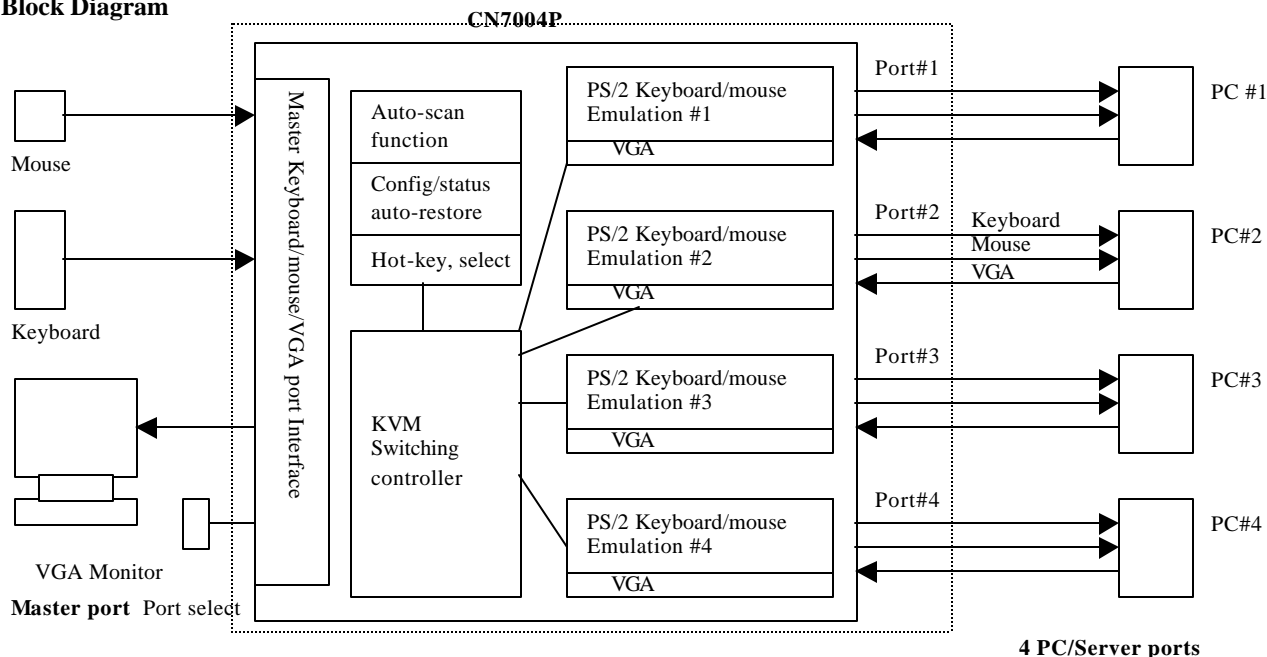 Block Diagram
CN7004P
Mouse
Keyboard
VGA Monitor
Master port Port select
Master Keyboard/mouse/VGA port Interface
Auto-scan
function
Config/status
auto-restore
Hot-key, select
KVM
Switching
controller
PS/2 Keyboard/mouse
Emulation #1
VGA
PS/2 Keyboard/mouse
Emulation #2
VGA
PS/2 Keyboard/mouse
Emulation #3
VGA
PS/2 Keyboard/mouse
Emulation #4
VGA
Port#1
Port#2
Keyboard
Mouse
VGA
Port#3
Port#4
PC #1
PC#2
PC#3
PC#4
4 PC/Server ports